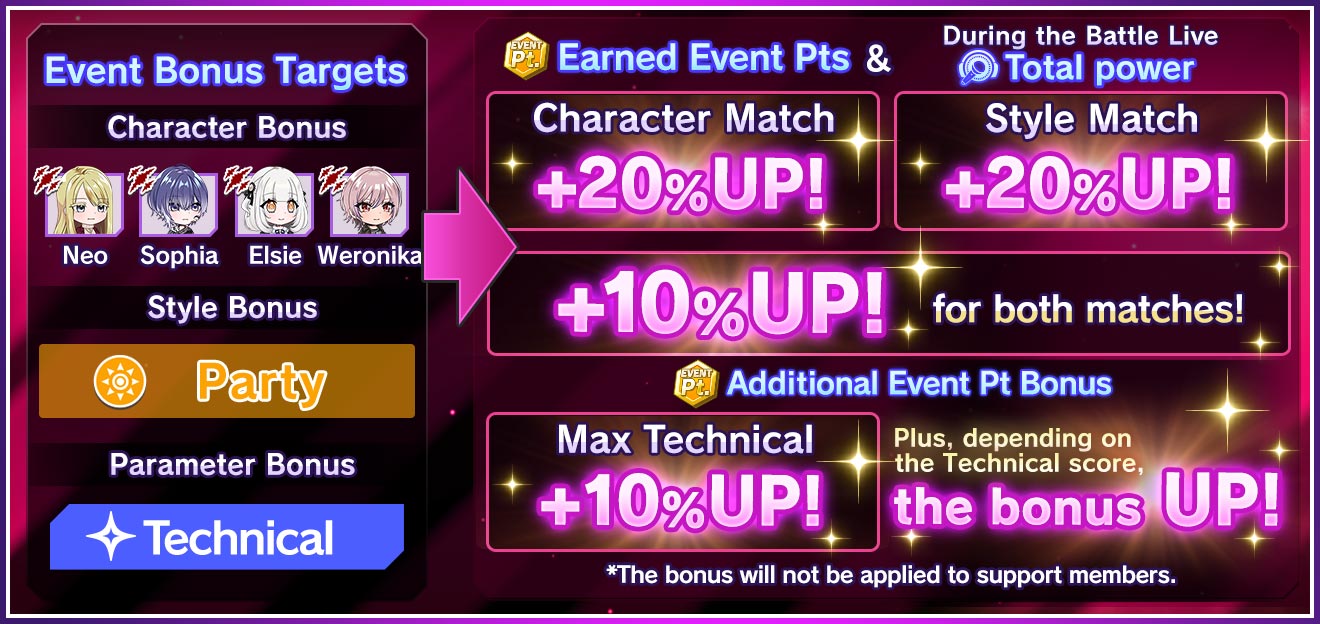 Event Bonus Targets
Character Bonus
Neo
Sophia
Elsie
Weronika
Style Bonus
Party
Parameter Bonus
Technical
EVENT
Pt.
Earned Event Pts &
During the Battle Live
Total power
Character Match
+20%UP!
Style Match
+20%UP!
+10%UP! for both matches!
EVENT
Pt.
Additional Event Pt Bonus
Max Technical
+10%UP!
Plus, depending on
the Technical score,
the bonus UP!
*The bonus will not be applied to support members.